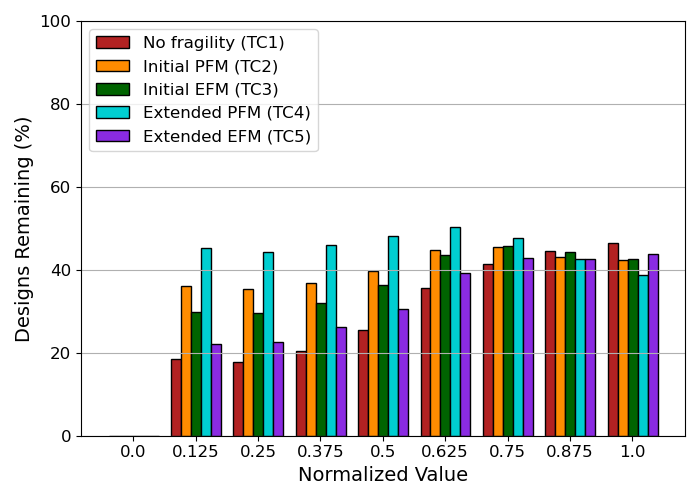 100
80
60
40
20
0
Designs Remaining (%)
No fragility (TC1)
Initial PFM (TC2)
Initial EFM (TC3)
Extended PFM (TC4)
Extended EFM (TC5)
0.0 0.125 0.25 0.375 0.5 0.625 0.75 0.875 1.0
Normalized Value